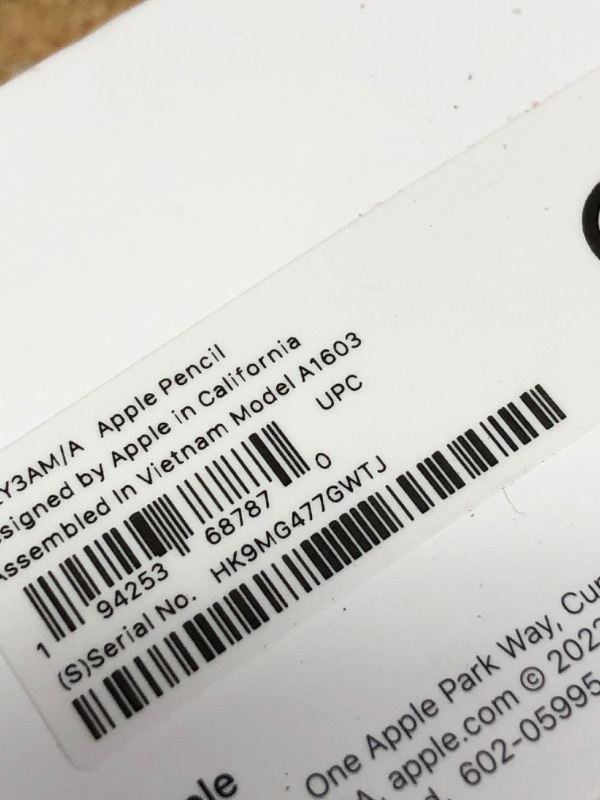 Y3AM/A Apple Pencil
signed by Apple in California
Assembled In Vietnam Model A1603
UPC
1 94253 68787 0
(S)Serial No. HK9MG477GWTJ
One Apple Park Way, Cu
apple.com © 202
602-05995